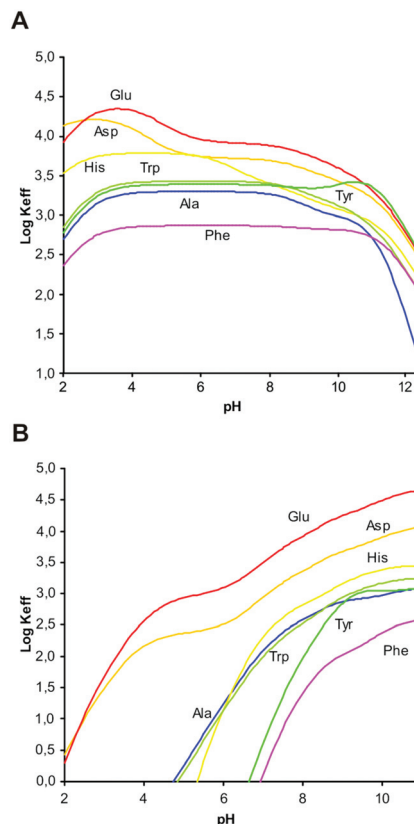 A
5,0
4,5
4,0
3,5
3,0
2,5
2,0
1,5
1,0
Log Keff
Glu
Asp
His
Trp
Tyr
Ala
Phe
2
4
6
8
10
12
pH
B
5,0
4,5
4,0
3,5
3,0
2,5
2,0
1,5
1,0
0,5
0,0
Log Keff
Glu
Asp
His
Tyr
Trp
Phe
Ala
2
4
6
8
10
pH